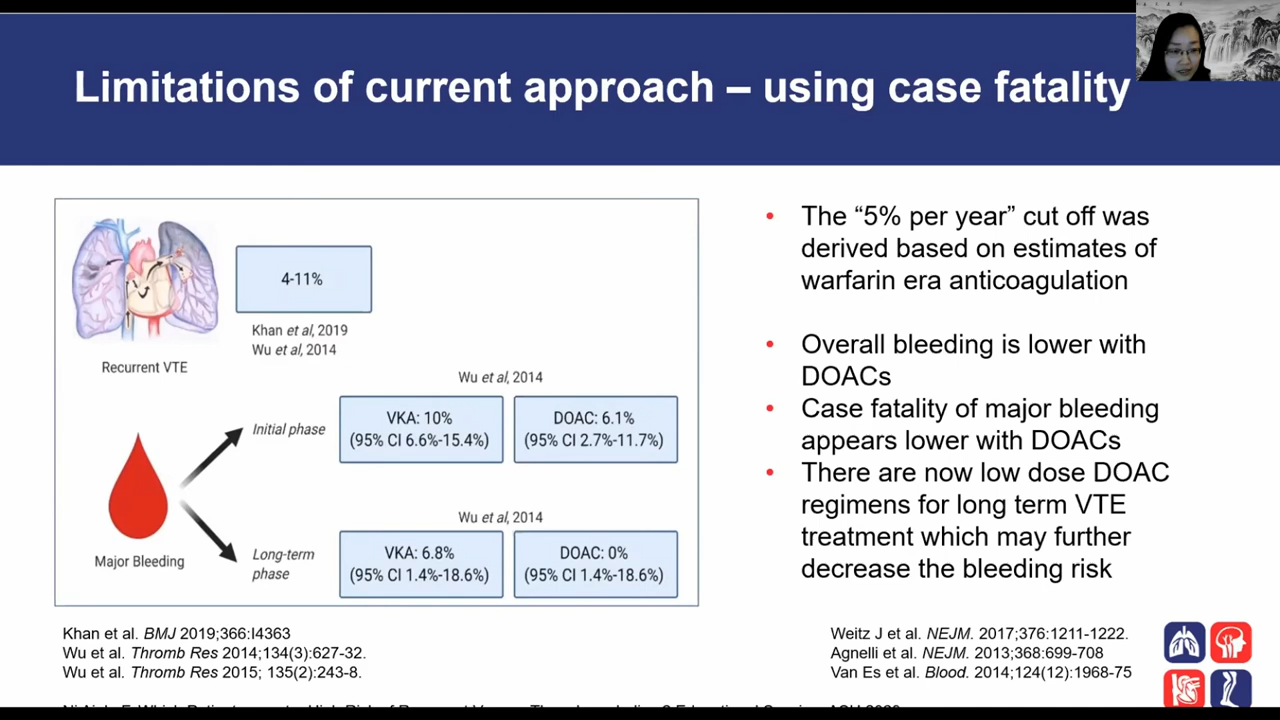 Limitations of current approach – using case fatality
4-11%
Khan et al, 2019
Wu et al, 2014
Recurrent VTE
Wu et al, 2014
Initial phase
VKA: 10%
(95% CI 6.6%-15.4%)
DOAC: 6.1%
(95% CI 2.7%-11.7%)
Wu et al, 2014
Major Bleeding
Long-term
phase
VKA: 6.8%
(95% CI 1.4%-18.6%)
DOAC: 0%
(95% CI 1.4%-18.6%)
• The “5% per year” cut off was
derived based on estimates of
warfarin era anticoagulation
• Overall bleeding is lower with
DOACs
• Case fatality of major bleeding
appears lower with DOACs
• There are now low dose DOAC
regimens for long term VTE
treatment which may further
decrease the bleeding risk
Khan et al. BMJ 2019;366:l4363
Wu et al. Thromb Res 2014;134(3):627-32.
Wu et al. Thromb Res 2015; 135(2):243-8.
Weitz J et al. NEJM. 2017;376:1211-1222.
Agnelli et al. NEJM. 2013;368:699-708
Van Es et al. Blood. 2014;124(12):1968-75